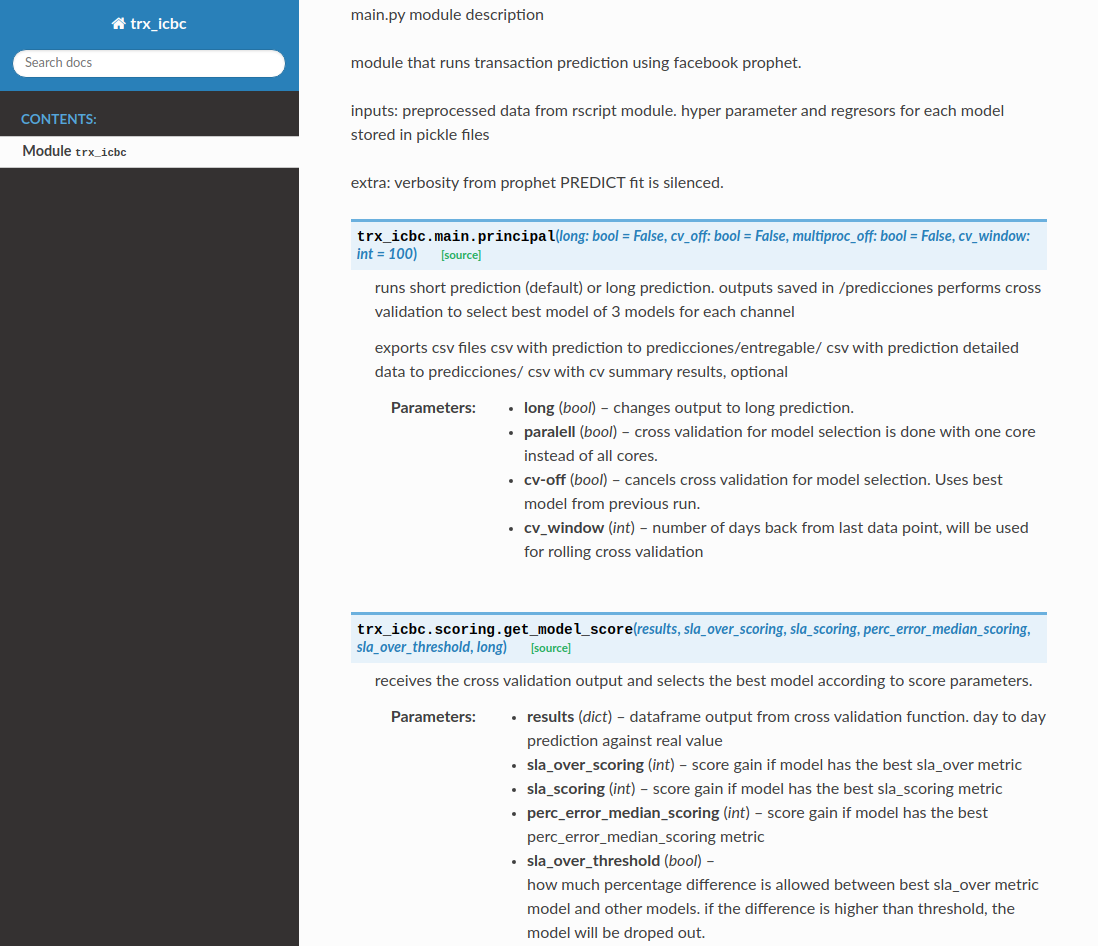 trx_icbc
Search docs
CONTENTS:
Module trx_icbc
main.py module description
module that runs transaction prediction using facebook prophet.
inputs: preprocessed data from rscript module. hyper parameter and regresors for each model
stored in pickle files
extra: verbosity from prophet PREDICT fit is silenced.
trx_icbc.main.principal(long: bool = False, cv_off: bool = False, multiproc_off: bool = False, cv_window:
int = 100) [source]
runs short prediction (default) or long prediction. outputs saved in /predicciones performs cross
validation to select best model of 3 models for each channel
exports csv files csv with prediction to predicciones/entregable/ csv with prediction detailed
data to predicciones/ csv with cv summary results, optional
Parameters:
• long (bool) – changes output to long prediction.
• paralell (bool) – cross validation for model selection is done with one core
instead of all cores.
• cv-off (bool) – cancels cross validation for model selection. Uses best
model from previous run.
• cv_window (int) – number of days back from last data point, will be used
for rolling cross validation
trx_icbc.scoring.get_model_score(results, sla_over_scoring, sla_scoring, perc_error_median_scoring,
sla_over_threshold, long) [source]
receives the cross validation output and selects the best model according to score parameters.
Parameters:
• results (dict) – dataframe output from cross validation function. day to day
prediction against real value
• sla_over_scoring (int) – score gain if model has the best sla_over metric
• sla_scoring (int) – score gain if model has the best sla_scoring metric
• perc_error_median_scoring (int) – score gain if model has the best
perc_error_median_scoring metric
• sla_over_threshold (bool) –
how much percentage difference is allowed between best sla_over metric
model and other models. if the difference is higher than threshold, the
model will be droped out.